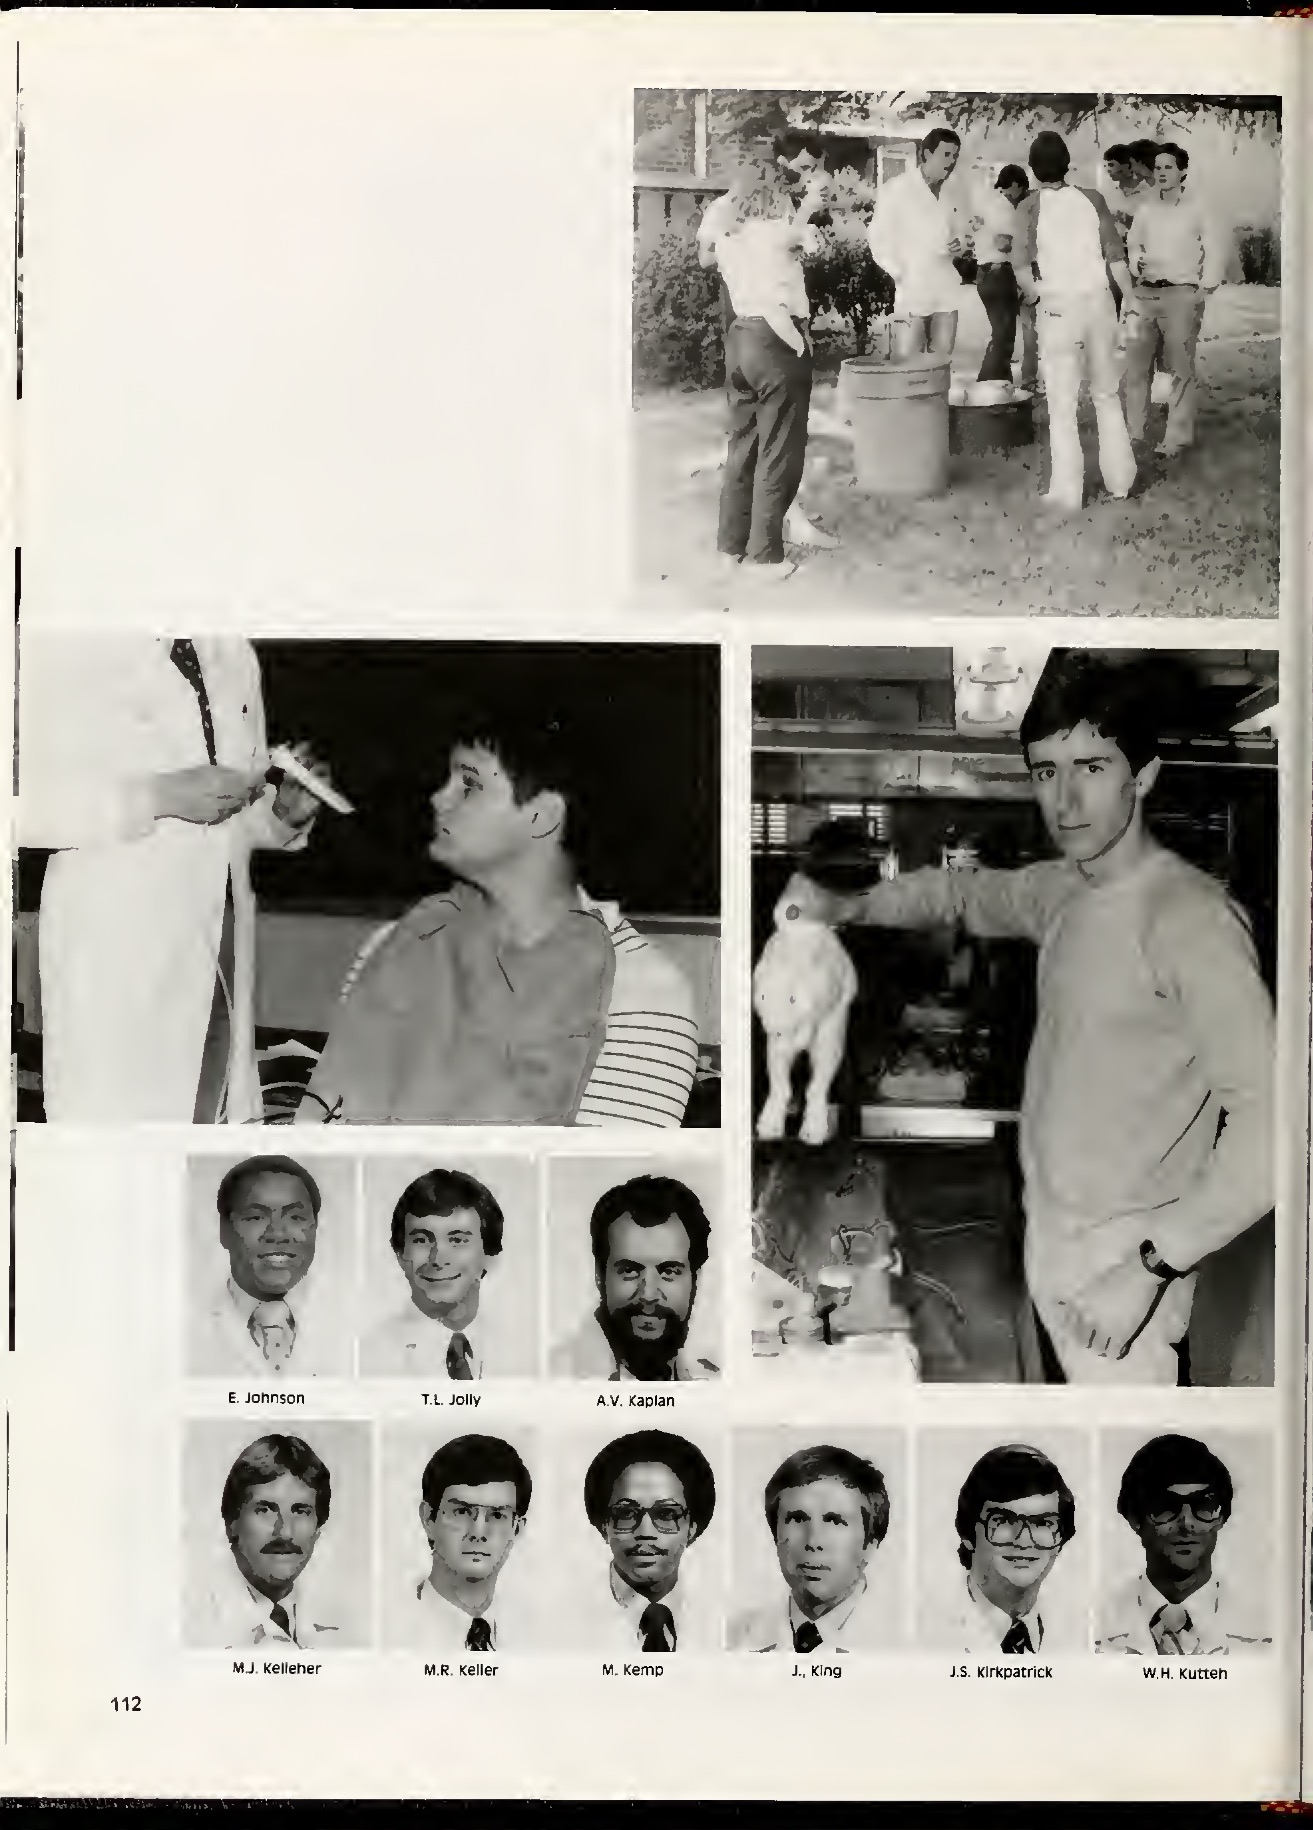 E. Johnson
T.L. Jolly
A.V. Kaplan
M.J. Kelleher
M.R. Keller
M. Kemp
J., King
J.S. Kirkpatrick
W.H. Kutteh
112